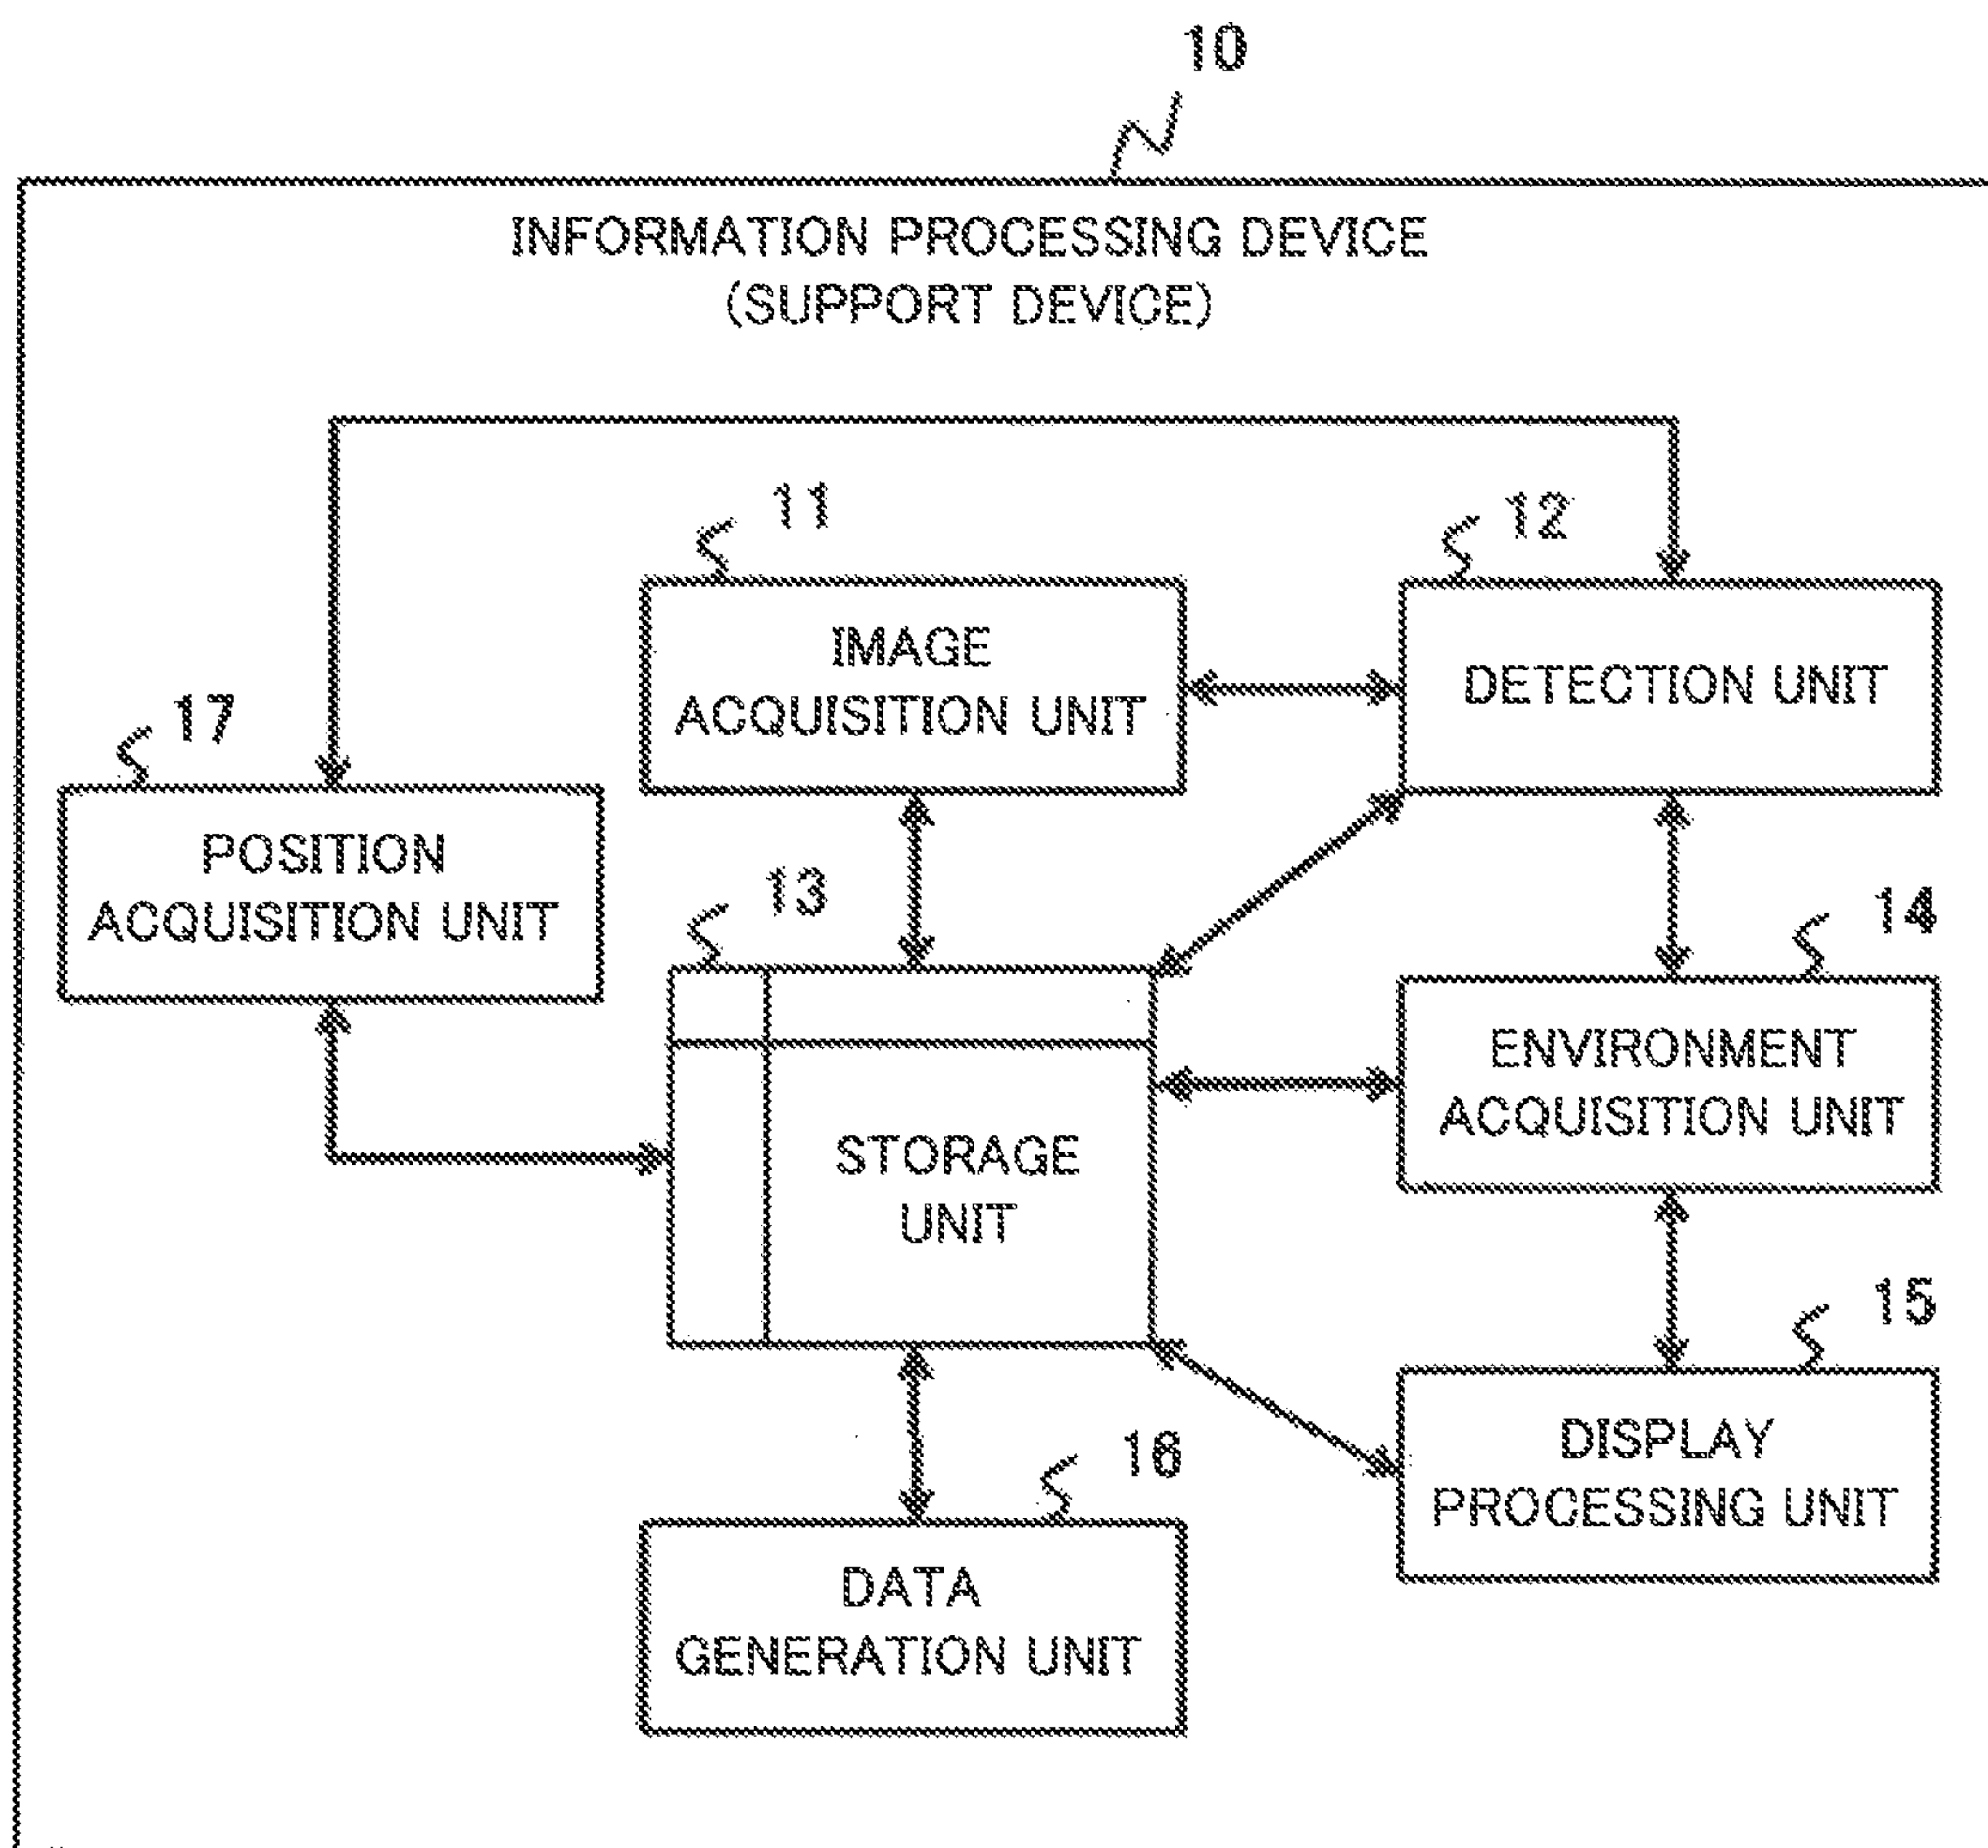 10
INFORMATION PROCESSING DEVICE
(SUPPORT DEVICE)
11
12
IMAGE
ACQUISITION UNIT
DETECTION UNIT
17
POSITION
ACQUISITION UNIT
13
14
ENVIRONMENT
ACQUISITION UNIT
STORAGE
UNIT
15
DISPLAY
PROCESSING UNIT
16
DATA
GENERATION UNIT